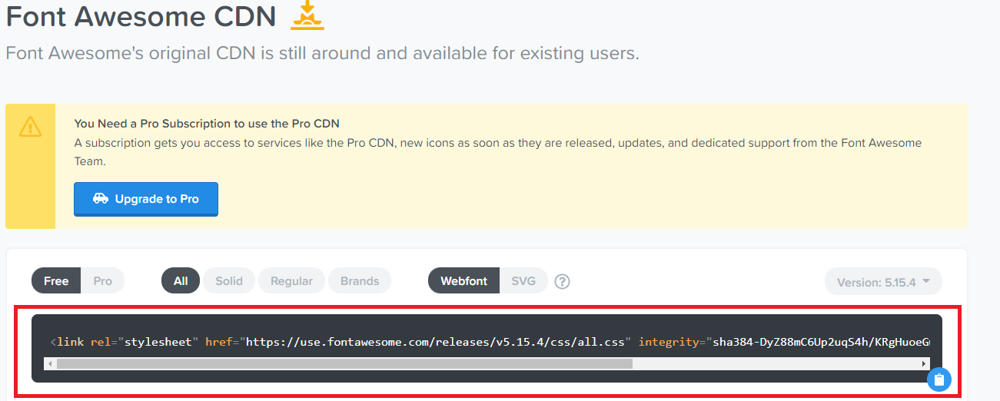 Font Awesome CDN
Font Awesome's original CDN is still around and available for existing users.
You Need a Pro Subscription to use the Pro CDN
A subscription gets you access to services like the Pro CDN, new icons as soon as they are released, updates, and dedicated support from the Font Awesome
Team.
Upgrade to Pro
Free Pro All Solid Regular Brands Webfont SVG ? Version: 5.15.4
<link rel="stylesheet" href="https://use.fontawesome.com/releases/v5.15.4/css/all.css" integrity="sha384-DyZ88mC6Up2uqS4h/KRgHuoeG